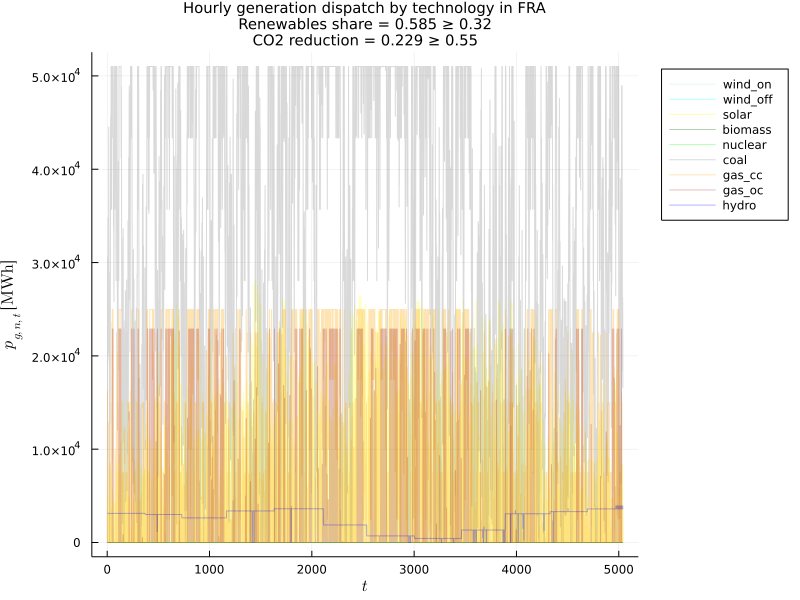 Hourly generation dispatch by technology in FRA
Renewables share = 0.585 ≥ 0.32
CO2 reduction = 0.229 ≥ 0.55
5.0×10⁴
4.0×10⁴
3.0×10⁴
2.0×10⁴
1.0×10⁴
0
p_{g,n,t} [MWh]
0 1000 2000 3000 4000 5000
t
wind_on
wind_off
solar
biomass
nuclear
coal
gas_cc
gas_oc
hydro